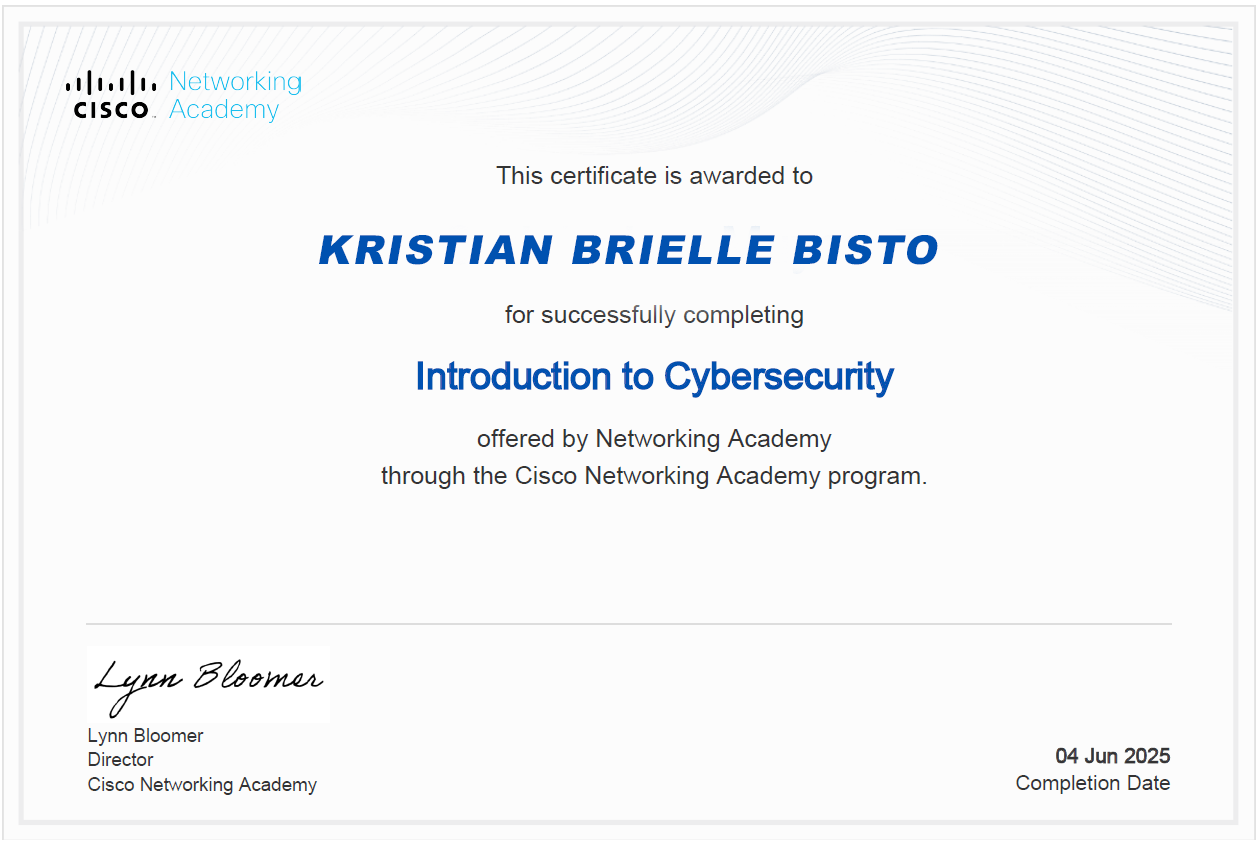 CISCO™ Networking
Academy
This certificate is awarded to
KRISTIAN BRIELLE BISTO
for successfully completing
Introduction to Cybersecurity
offered by Networking Academy
through the Cisco Networking Academy program.
Lynn Bloomer
Lynn Bloomer
Director
Cisco Networking Academy
04 Jun 2025
Completion Date